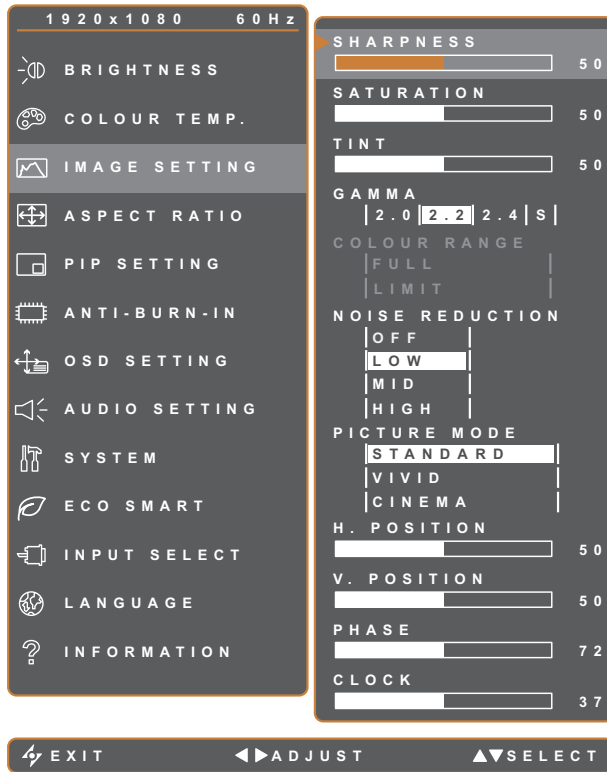 1920x1080 60Hz
BRIGHTNESS
COLOUR TEMP.
IMAGE SETTING
ASPECT RATIO
PIP SETTING
ANTI-BURN-IN
OSD SETTING
AUDIO SETTING
SYSTEM
ECO SMART
INPUT SELECT
LANGUAGE
INFORMATION
SHARPNESS
50
SATURATION
50
TINT
50
GAMMA
2.0 2.2 2.4 S
COLOUR RANGE
FULL
LIMIT
NOISE REDUCTION
OFF
LOW
MID
HIGH
PICTURE MODE
STANDARD
VIVID
CINEMA
H. POSITION
50
V. POSITION
50
PHASE
72
CLOCK
37
EXIT ADJUST SELECT